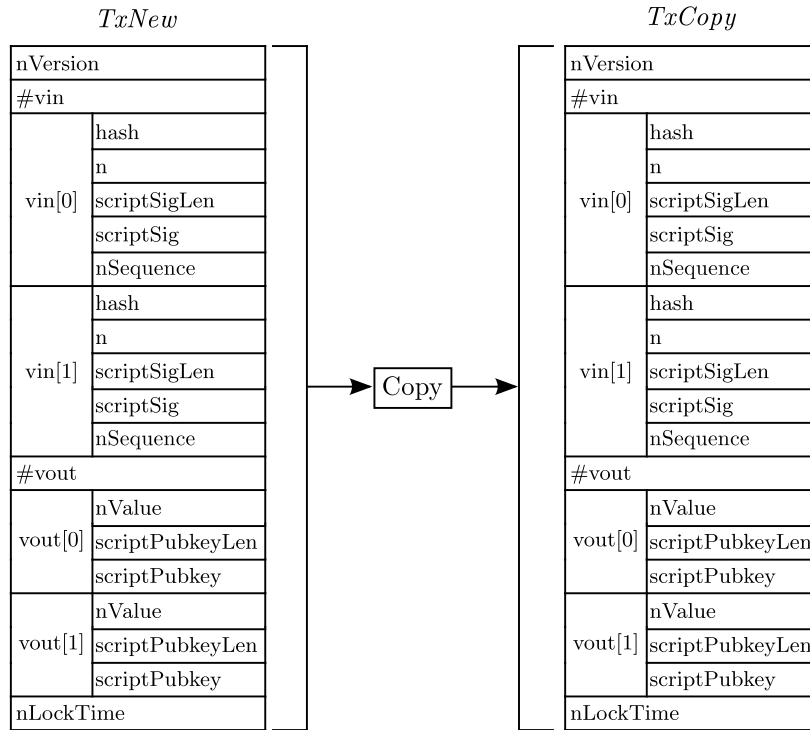 TxNew
nVersion
#vin
vin[0]
hash
n
scriptSigLen
scriptSig
nSequence
vin[1]
hash
n
scriptSigLen
scriptSig
nSequence
#vout
vout[0]
nValue
scriptPubkeyLen
scriptPubkey
vout[1]
nValue
scriptPubkeyLen
scriptPubkey
nLockTime
Copy
TxCopy
nVersion
#vin
vin[0]
hash
n
scriptSigLen
scriptSig
nSequence
vin[1]
hash
n
scriptSigLen
scriptSig
nSequence
#vout
vout[0]
nValue
scriptPubkeyLen
scriptPubkey
vout[1]
nValue
scriptPubkeyLen
scriptPubkey
nLockTime